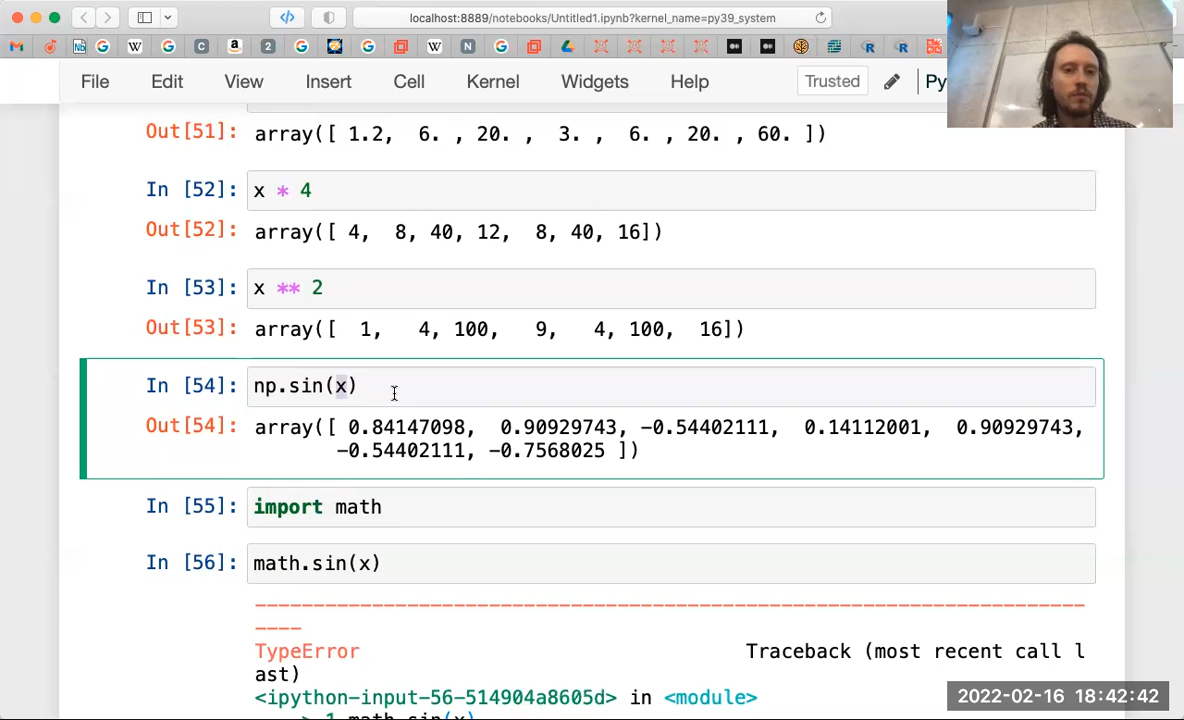 localhost:8889/notebooks/Untitled1.ipynb?kernel_name=py39_system
File Edit View Insert Cell Kernel Widgets Help Trusted Py
Out[51]: array([ 1.2,  6. , 20. ,  3. ,  6. , 20. , 60. ])
In [52]: x * 4
Out[52]: array([ 4,  8, 40, 12,  8, 40, 16])
In [53]: x ** 2
Out[53]: array([  1,   4, 100,   9,   4, 100,  16])
In [54]: np.sin(x)
Out[54]: array([ 0.84147098,  0.90929743, -0.54402111,  0.14112001,  0.90929743,
-0.54402111, -0.7568025 ])
In [55]: import math
In [56]: math.sin(x)
---------------------------------------------------------------------------
TypeError Traceback (most recent call l
ast)
<ipython-input-56-514904a8605d> in <module>
1 math.sin(x)
2022-02-16 18:42:42